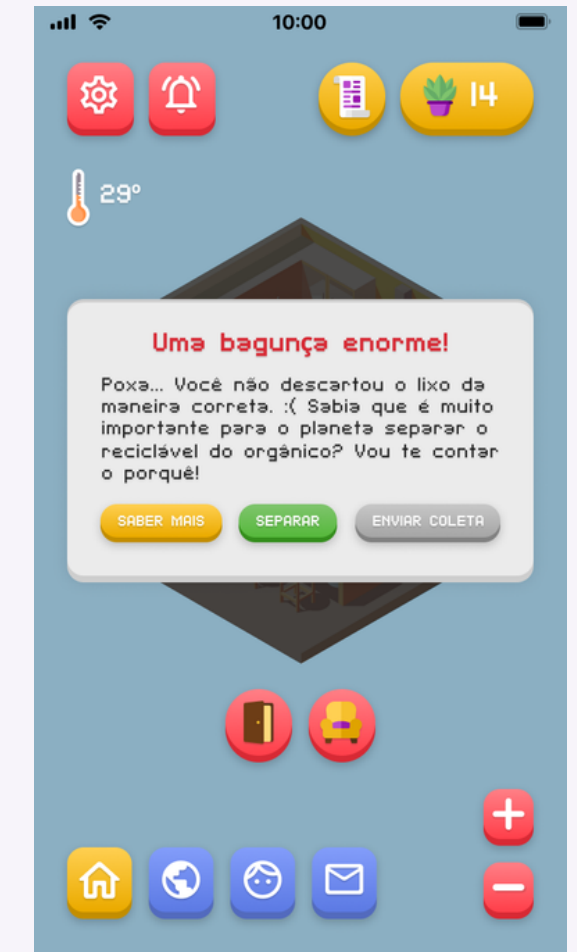 10:00
14
29°
Uma bagunça enorme!
Poxa... Você não descartou o lixo da
maneira correta. :( Sabia que é muito
importante para o planeta separar o
reciclável do orgânico? Vou te contar
o porquê!
SABER MAIS
SEPARAR
ENVIAR COLETA